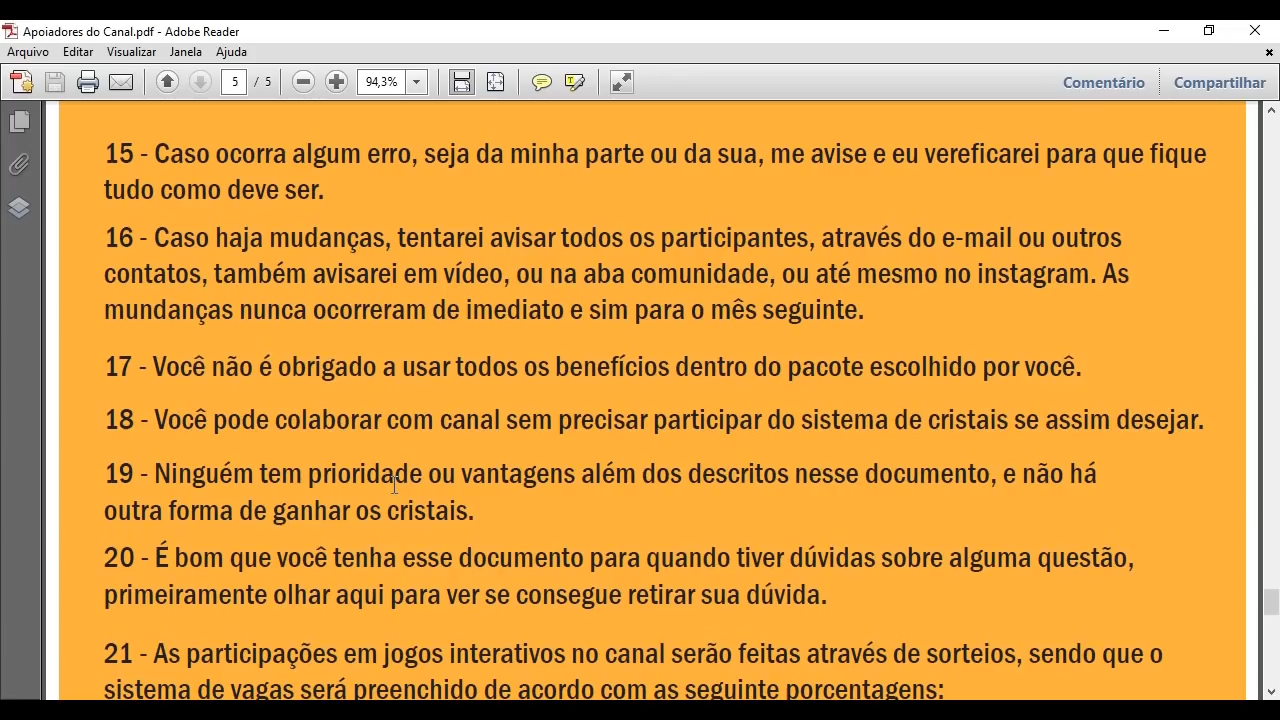 Apoiadores do Canal.pdf - Adobe Reader
Arquivo Editar Visualizar Janela Ajuda
5 / 5 94,3% Comentário Compartilhar
15 - Caso ocorra algum erro, seja da minha parte ou da sua, me avise e eu vereficarei para que fique
tudo como deve ser.
16 - Caso haja mudanças, tentarei avisar todos os participantes, através do e-mail ou outros
contatos, também avisarei em vídeo, ou na aba comunidade, ou até mesmo no instagram. As
mundanças nunca ocorreram de imediato e sim para o mês seguinte.
17 - Você não é obrigado a usar todos os benefícios dentro do pacote escolhido por você.
18 - Você pode colaborar com canal sem precisar participar do sistema de cristais se assim desejar.
19 - Ninguém tem prioridade ou vantagens além dos descritos nesse documento, e não há
outra forma de ganhar os cristais.
20 - É bom que você tenha esse documento para quando tiver dúvidas sobre alguma questão,
primeiramente olhar aqui para ver se consegue retirar sua dúvida.
21 - As participações em jogos interativos no canal serão feitas através de sorteios, sendo que o
sistema de vagas será preenchido de acordo com as seguinte porcentagens: